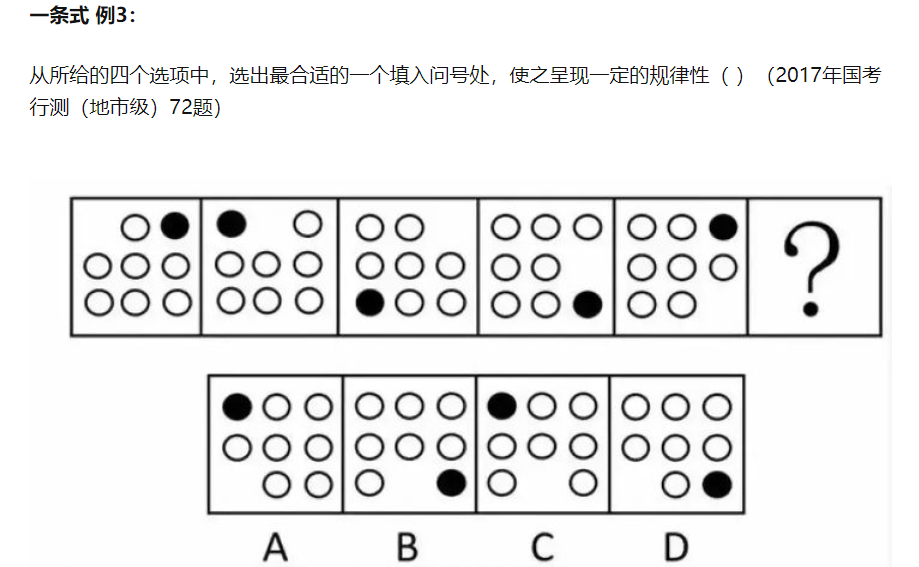 一条式 例3：
从所给的四个选项中，选出最合适的一个填入问号处，使之呈现一定的规律性（ ）（2017年国考
行测（地市级）72题）
?
A B C D